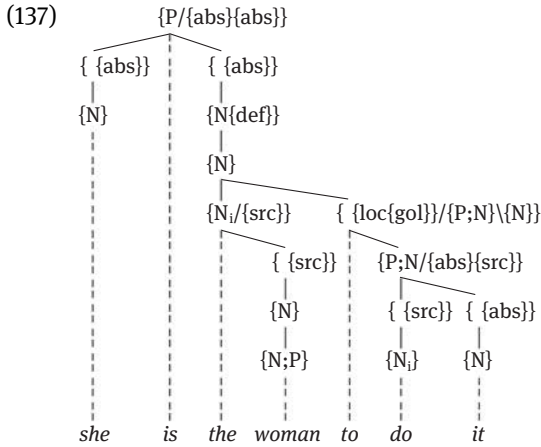 (137) {P/{abs}{abs}}
{ {abs}} { {abs}}
{N} {N{def}}
{N}
{Nᵢ/{src}} { {loc{gol}}/{P;N}\{N}}
{ {src}} {P;N/{abs}{src}}
{N} { {src}} { {abs}}
{N;P} {Nᵢ} {N}
she is the woman to do it